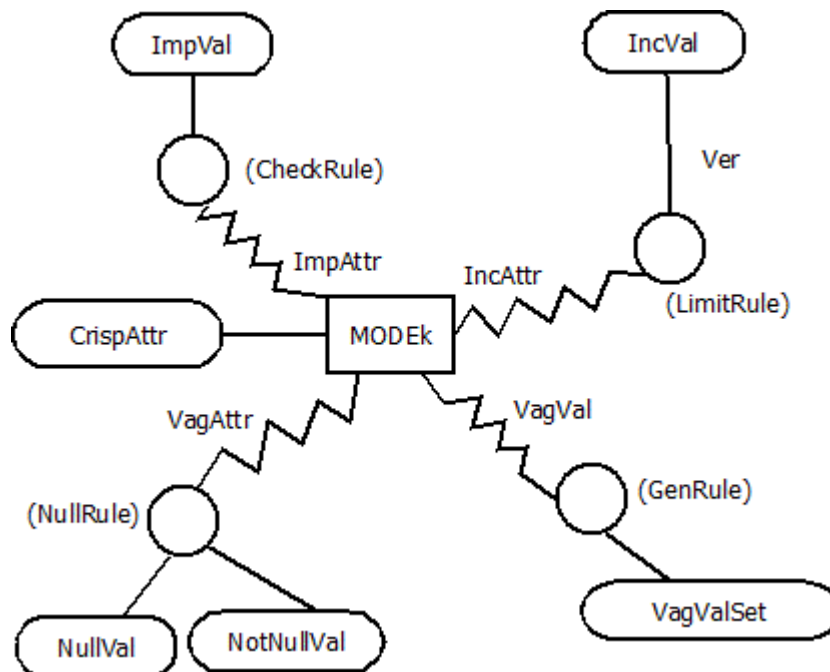 ImpVal
IncVal
(CheckRule)
Ver
ImpAttr
IncAttr
(LimitRule)
CrispAttr
MODEk
VagAttr
VagVal
(NullRule)
(GenRule)
NullVal
NotNullVal
VagValSet